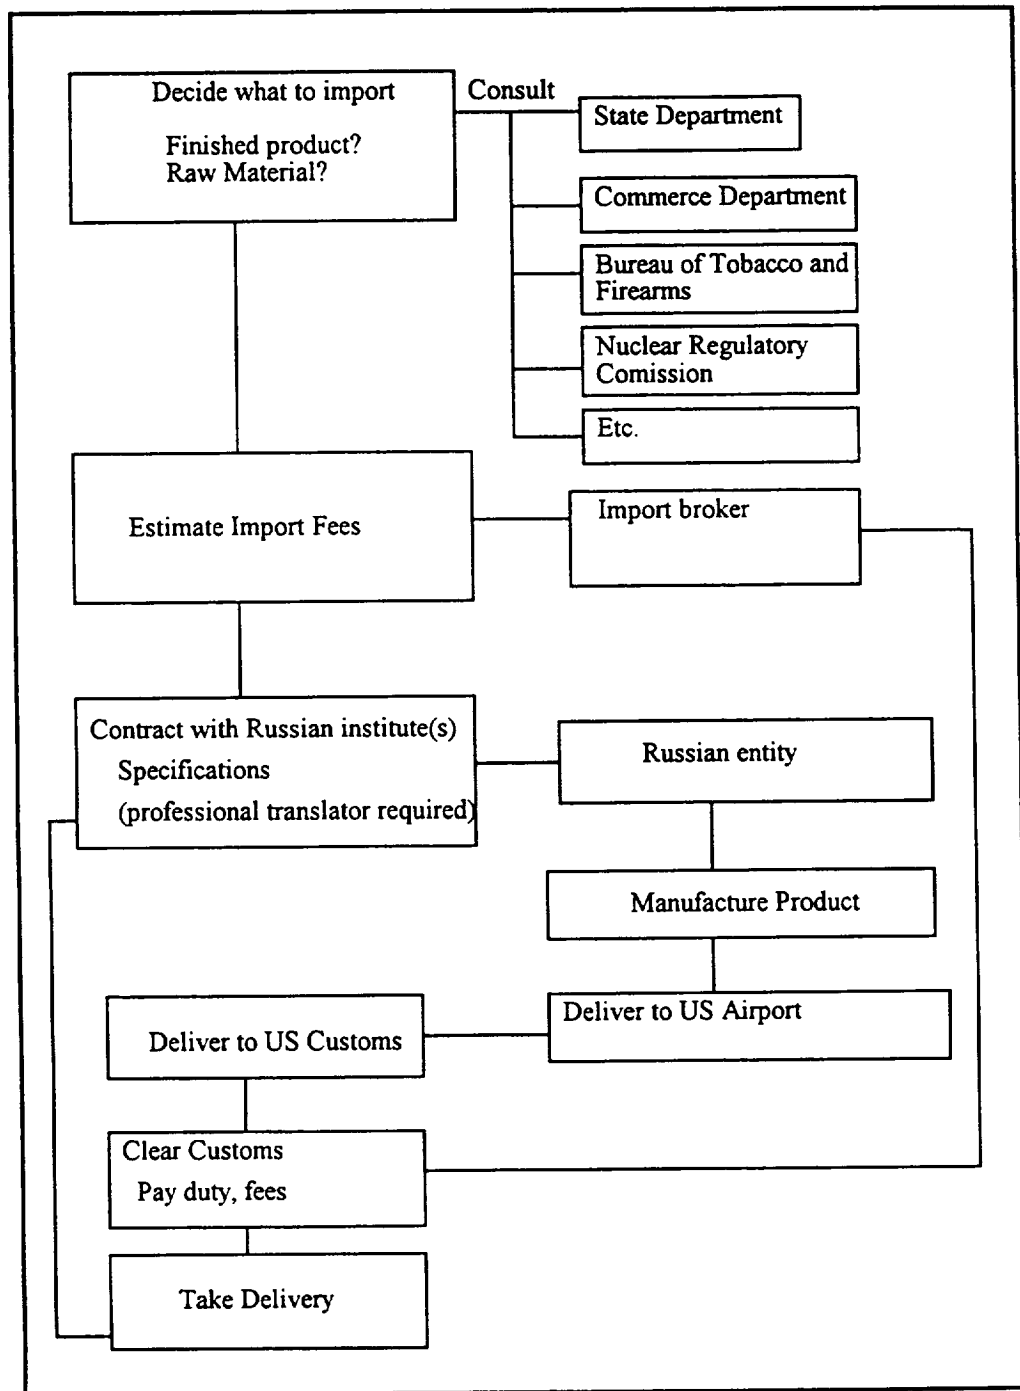 Decide what to import
Finished product?
Raw Material?
Consult
State Department
Commerce Department
Bureau of Tobacco and
Firearms
Nuclear Regulatory
Comission
Etc.
Estimate Import Fees
Import broker
Contract with Russian institute(s)
Specifications
(professional translator required)
Russian entity
Manufacture Product
Deliver to US Airport
Deliver to US Customs
Clear Customs
Pay duty, fees
Take Delivery